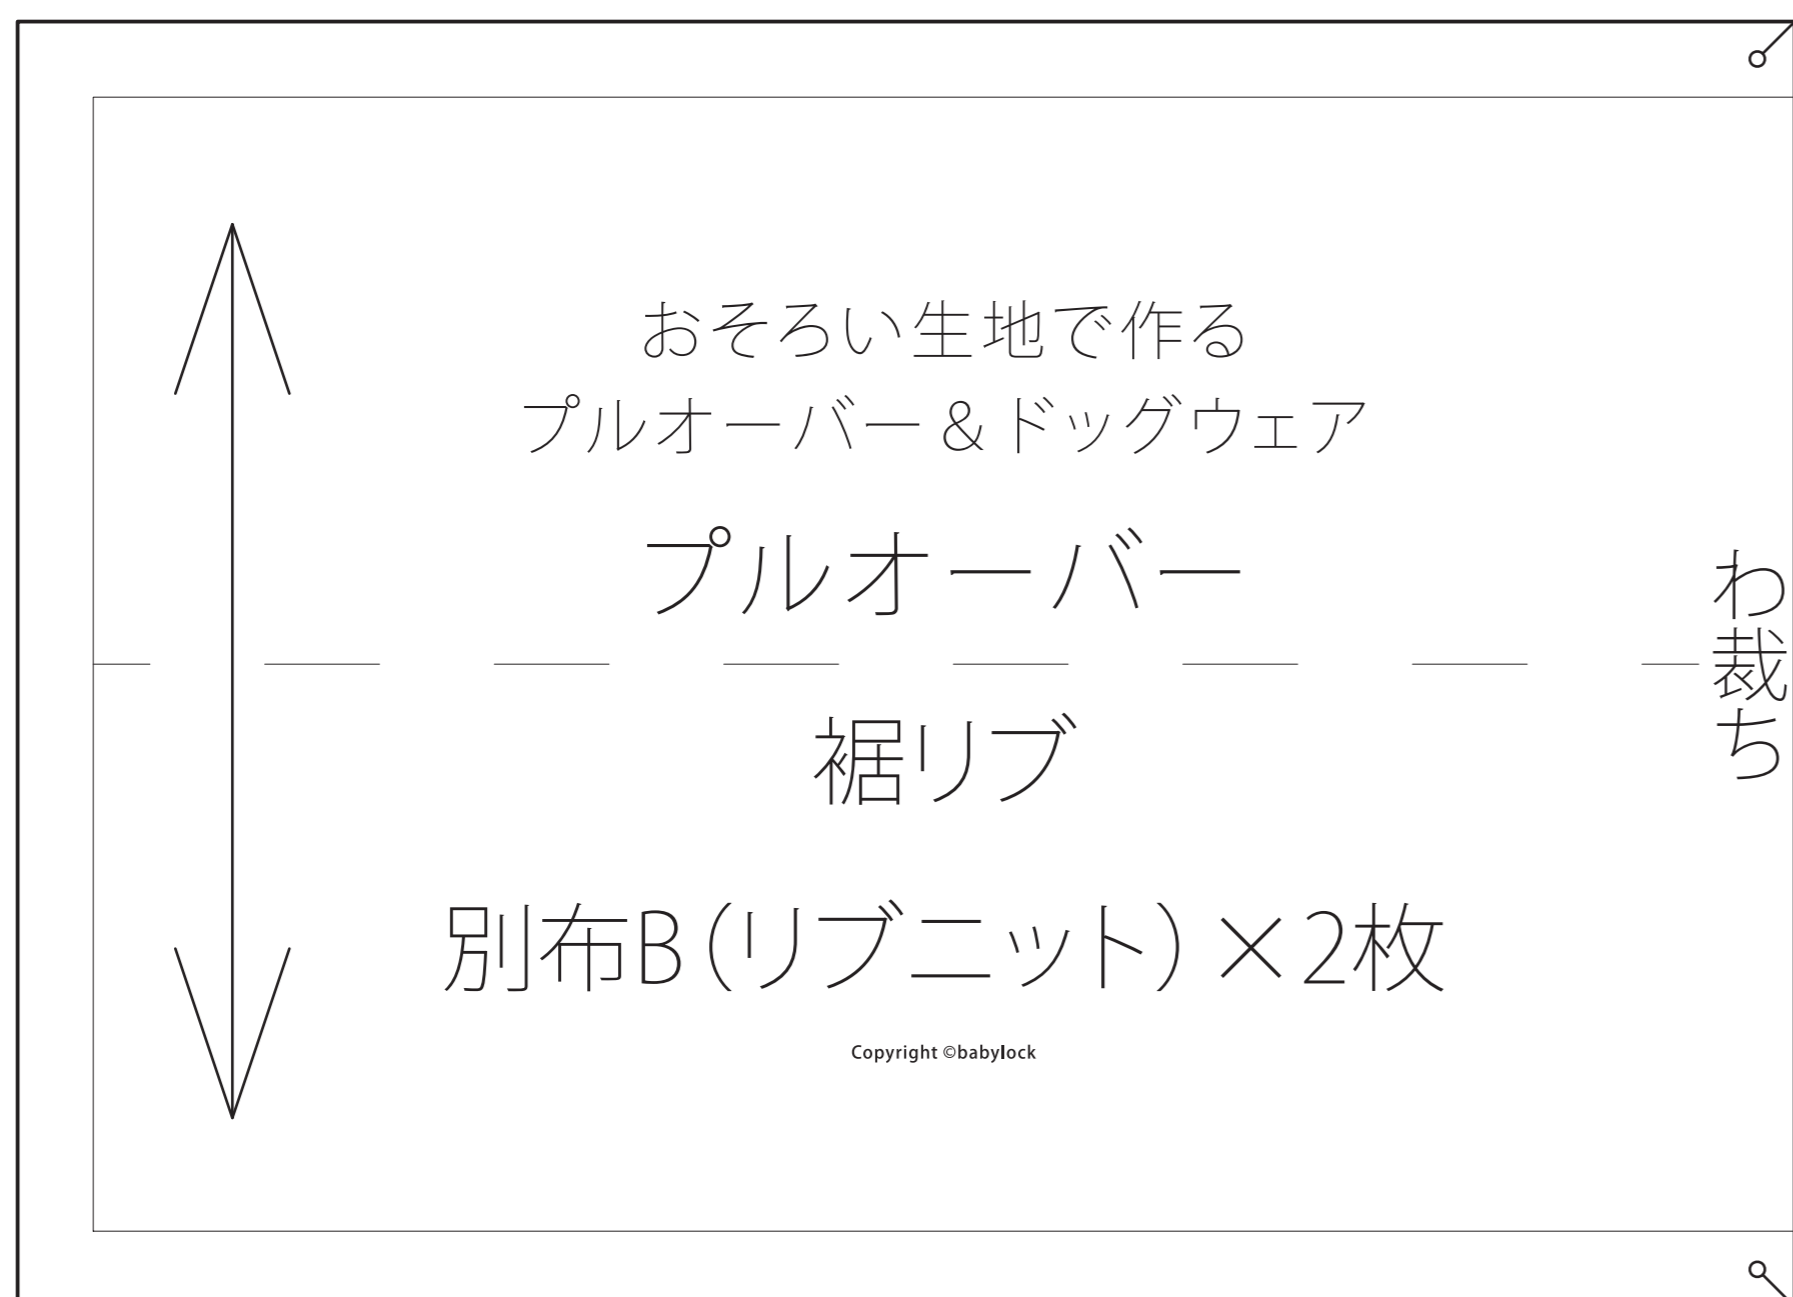 おそろい生地で作る
プルオーバー＆ドッグウェア
プルオーバー
わ裁ち
裾リブ
別布B（リブニット）×2枚
Copyright ©babylock